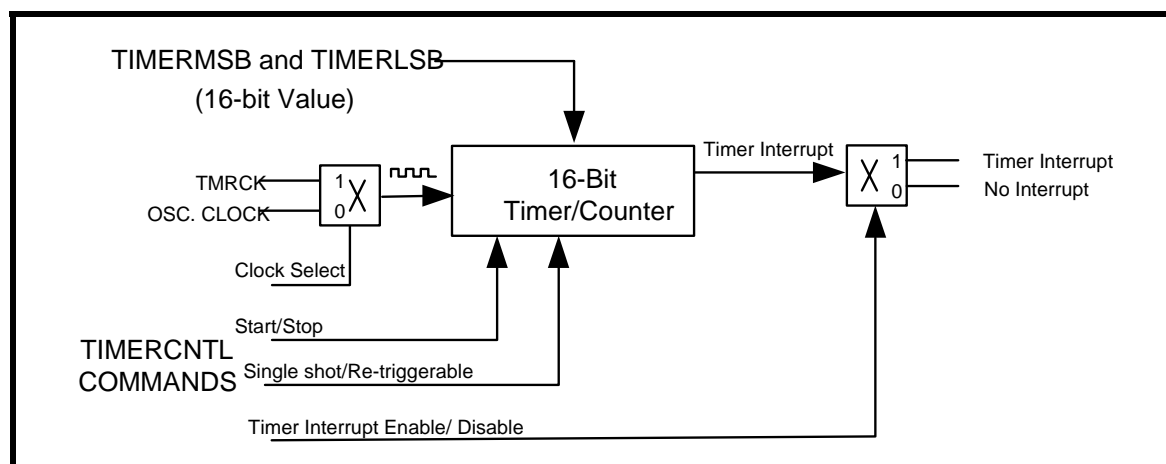 TIMERMSB and TIMERLSB
(16-bit Value)
Timer Interrupt
16-Bit
Timer/Counter
1
X
0
Timer Interrupt
No Interrupt
TMRCK
OSC. CLOCK
1
X
0
Clock Select
Start/Stop
TIMERCNTL
COMMANDS
Single shot/Re-triggerable
Timer Interrupt Enable/ Disable